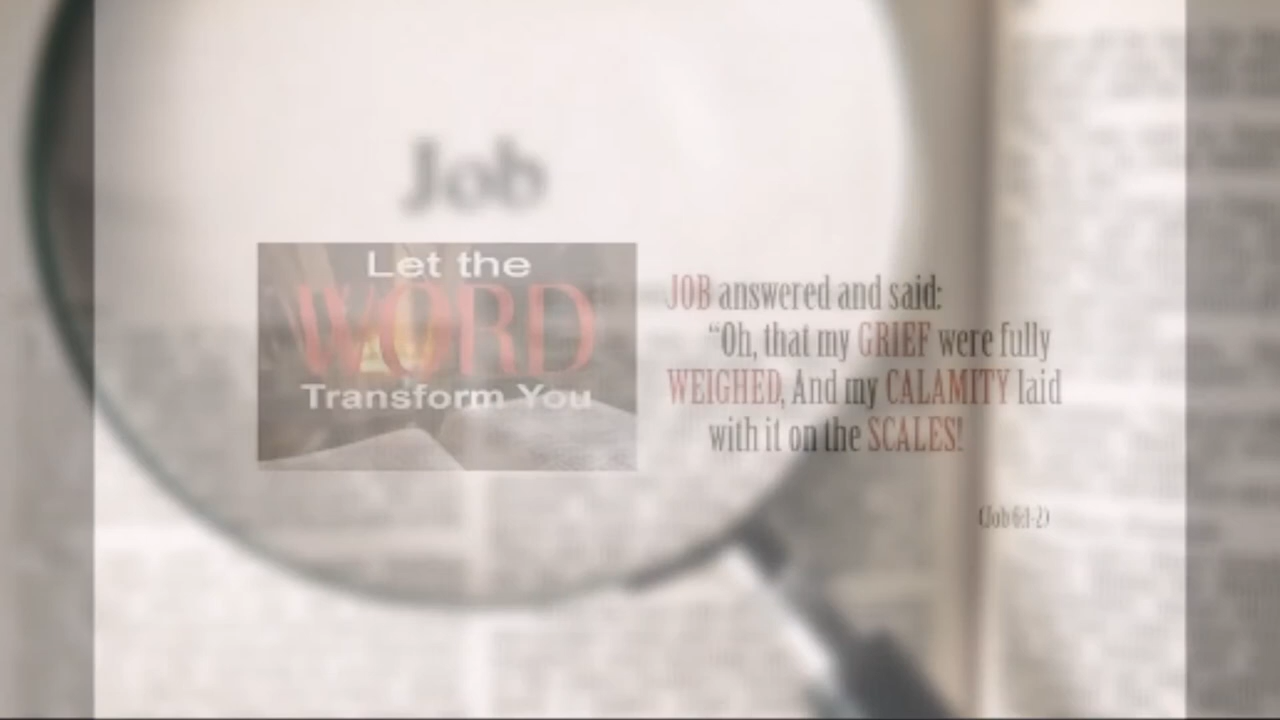 Job
Let the
WORD
Transform You
JOB answered and said:
“Oh, that my GRIEF were fully
WEIGHED, And my CALAMITY laid
with it on the SCALES!
(Job 6:1-2)